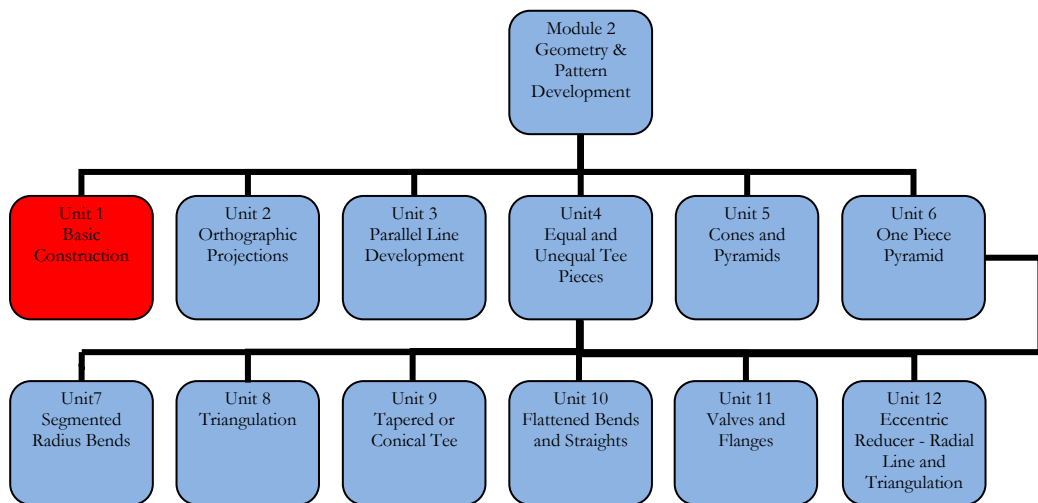 Module 2
Geometry &
Pattern
Development
Unit 1
Basic
Construction
Unit 2
Orthographic
Projections
Unit 3
Parallel Line
Development
Unit4
Equal and
Unequal Tee
Pieces
Unit 5
Cones and
Pyramids
Unit 6
One Piece
Pyramid
Unit7
Segmented
Radius Bends
Unit 8
Triangulation
Unit 9
Tapered or
Conical Tee
Unit 10
Flattened Bends
and Straights
Unit 11
Valves and
Flanges
Unit 12
Eccentric
Reducer - Radial
Line and
Triangulation